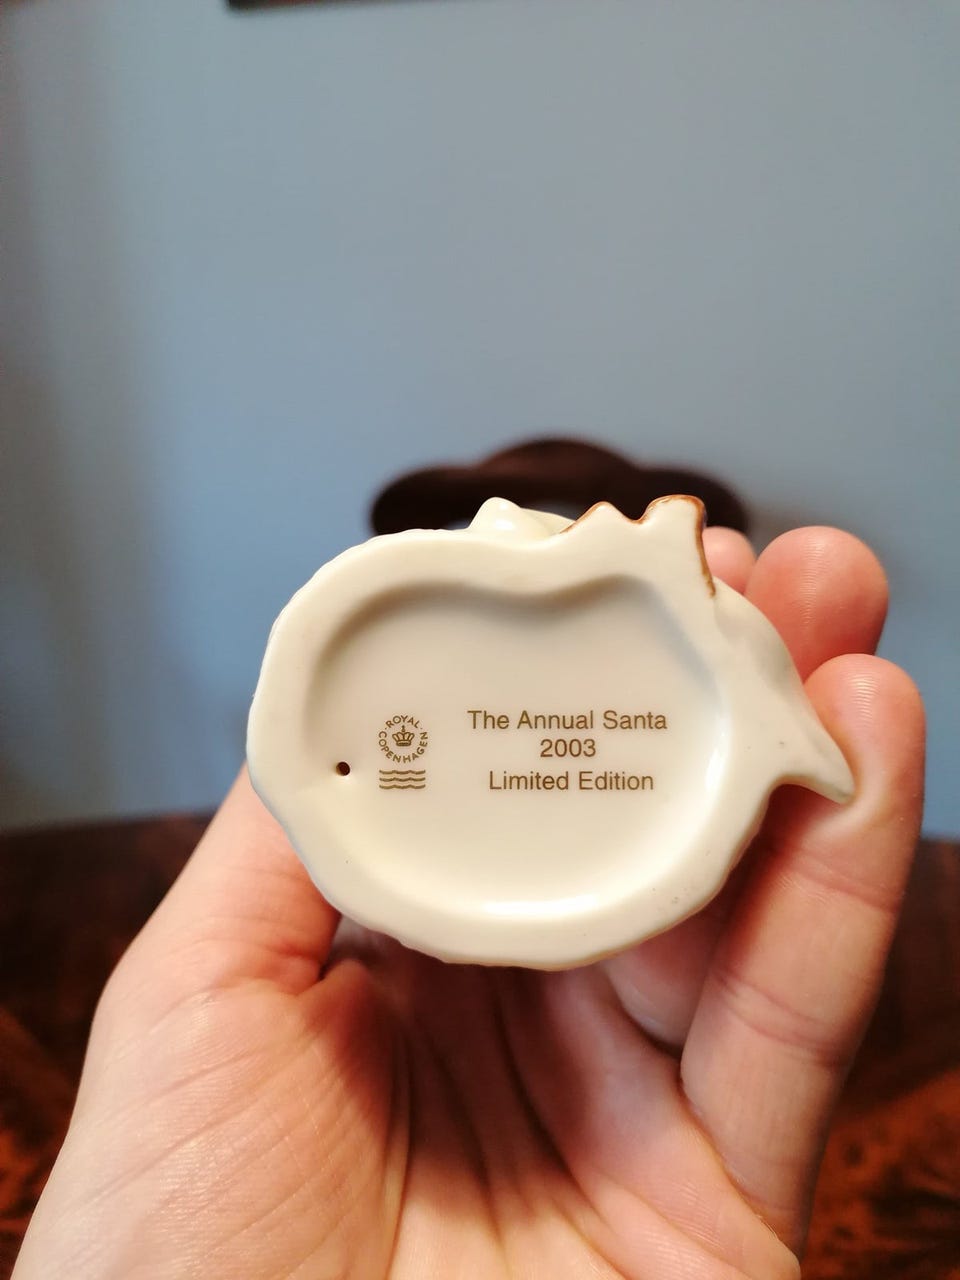 ROYAL
COPENHAGEN
The Annual Santa
2003
Limited Edition